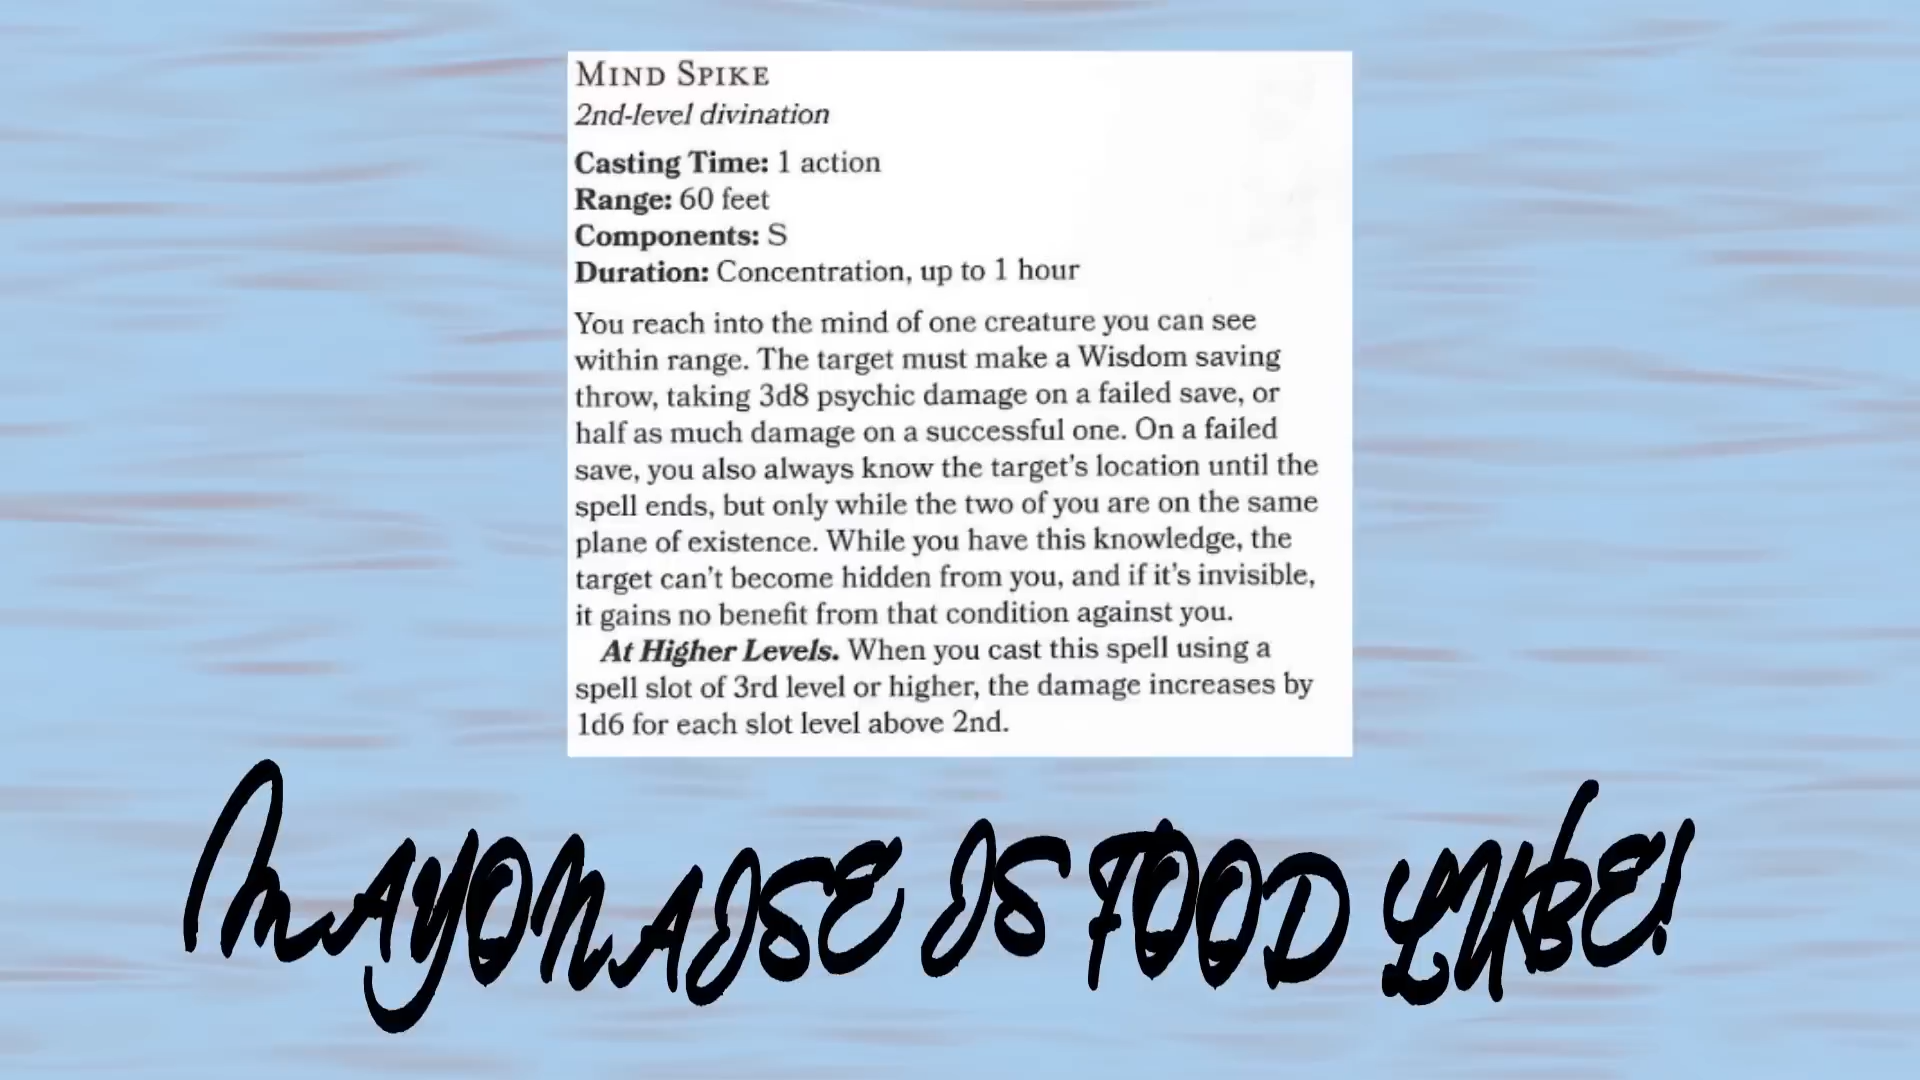 MIND SPIKE
2nd-level divination
Casting Time: 1 action
Range: 60 feet
Components: S
Duration: Concentration, up to 1 hour
You reach into the mind of one creature you can see
within range. The target must make a Wisdom saving
throw, taking 3d8 psychic damage on a failed save, or
half as much damage on a successful one. On a failed
save, you also always know the target's location until the
spell ends, but only while the two of you are on the same
plane of existence. While you have this knowledge, the
target can't become hidden from you, and if it's invisible,
it gains no benefit from that condition against you.
At Higher Levels. When you cast this spell using a
spell slot of 3rd level or higher, the damage increases by
1d6 for each slot level above 2nd.
MAYONAISE IS FOOD LUBE!